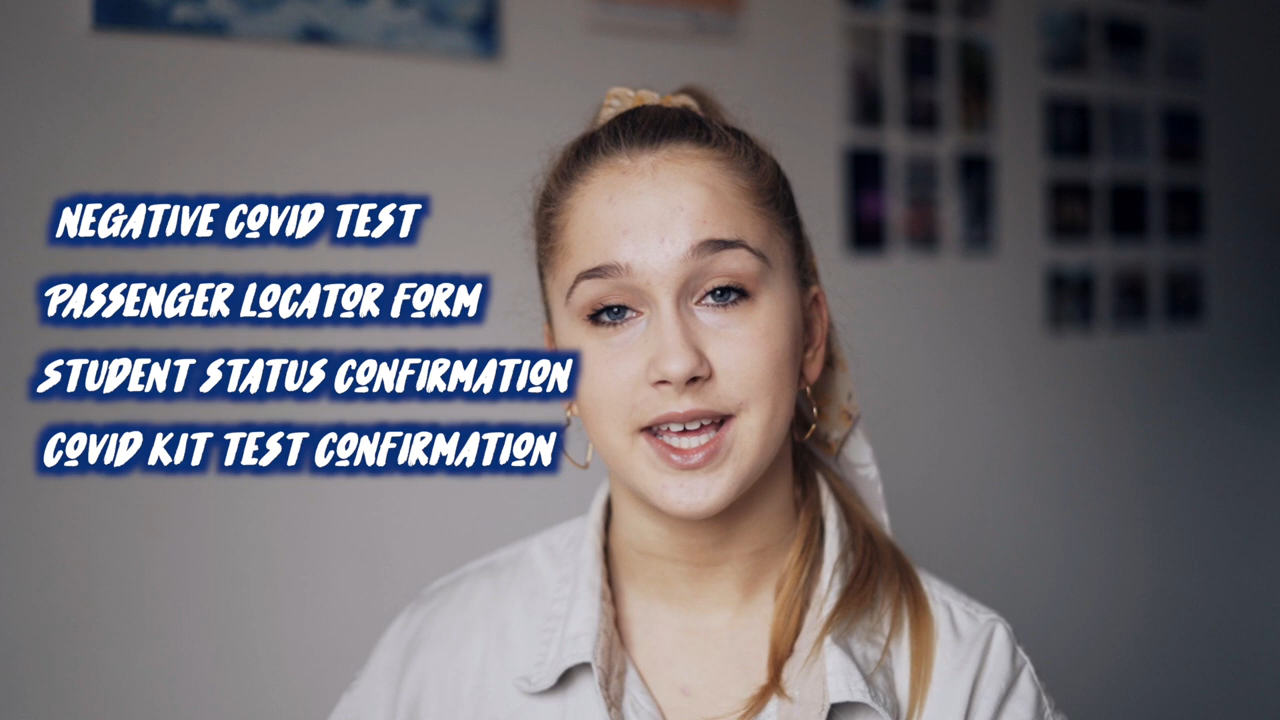 NEGATIVE COVID TEST
PASSENGER LOCATOR FORM
STUDENT STATUS CONFIRMATION
COVID KIT TEST CONFIRMATION